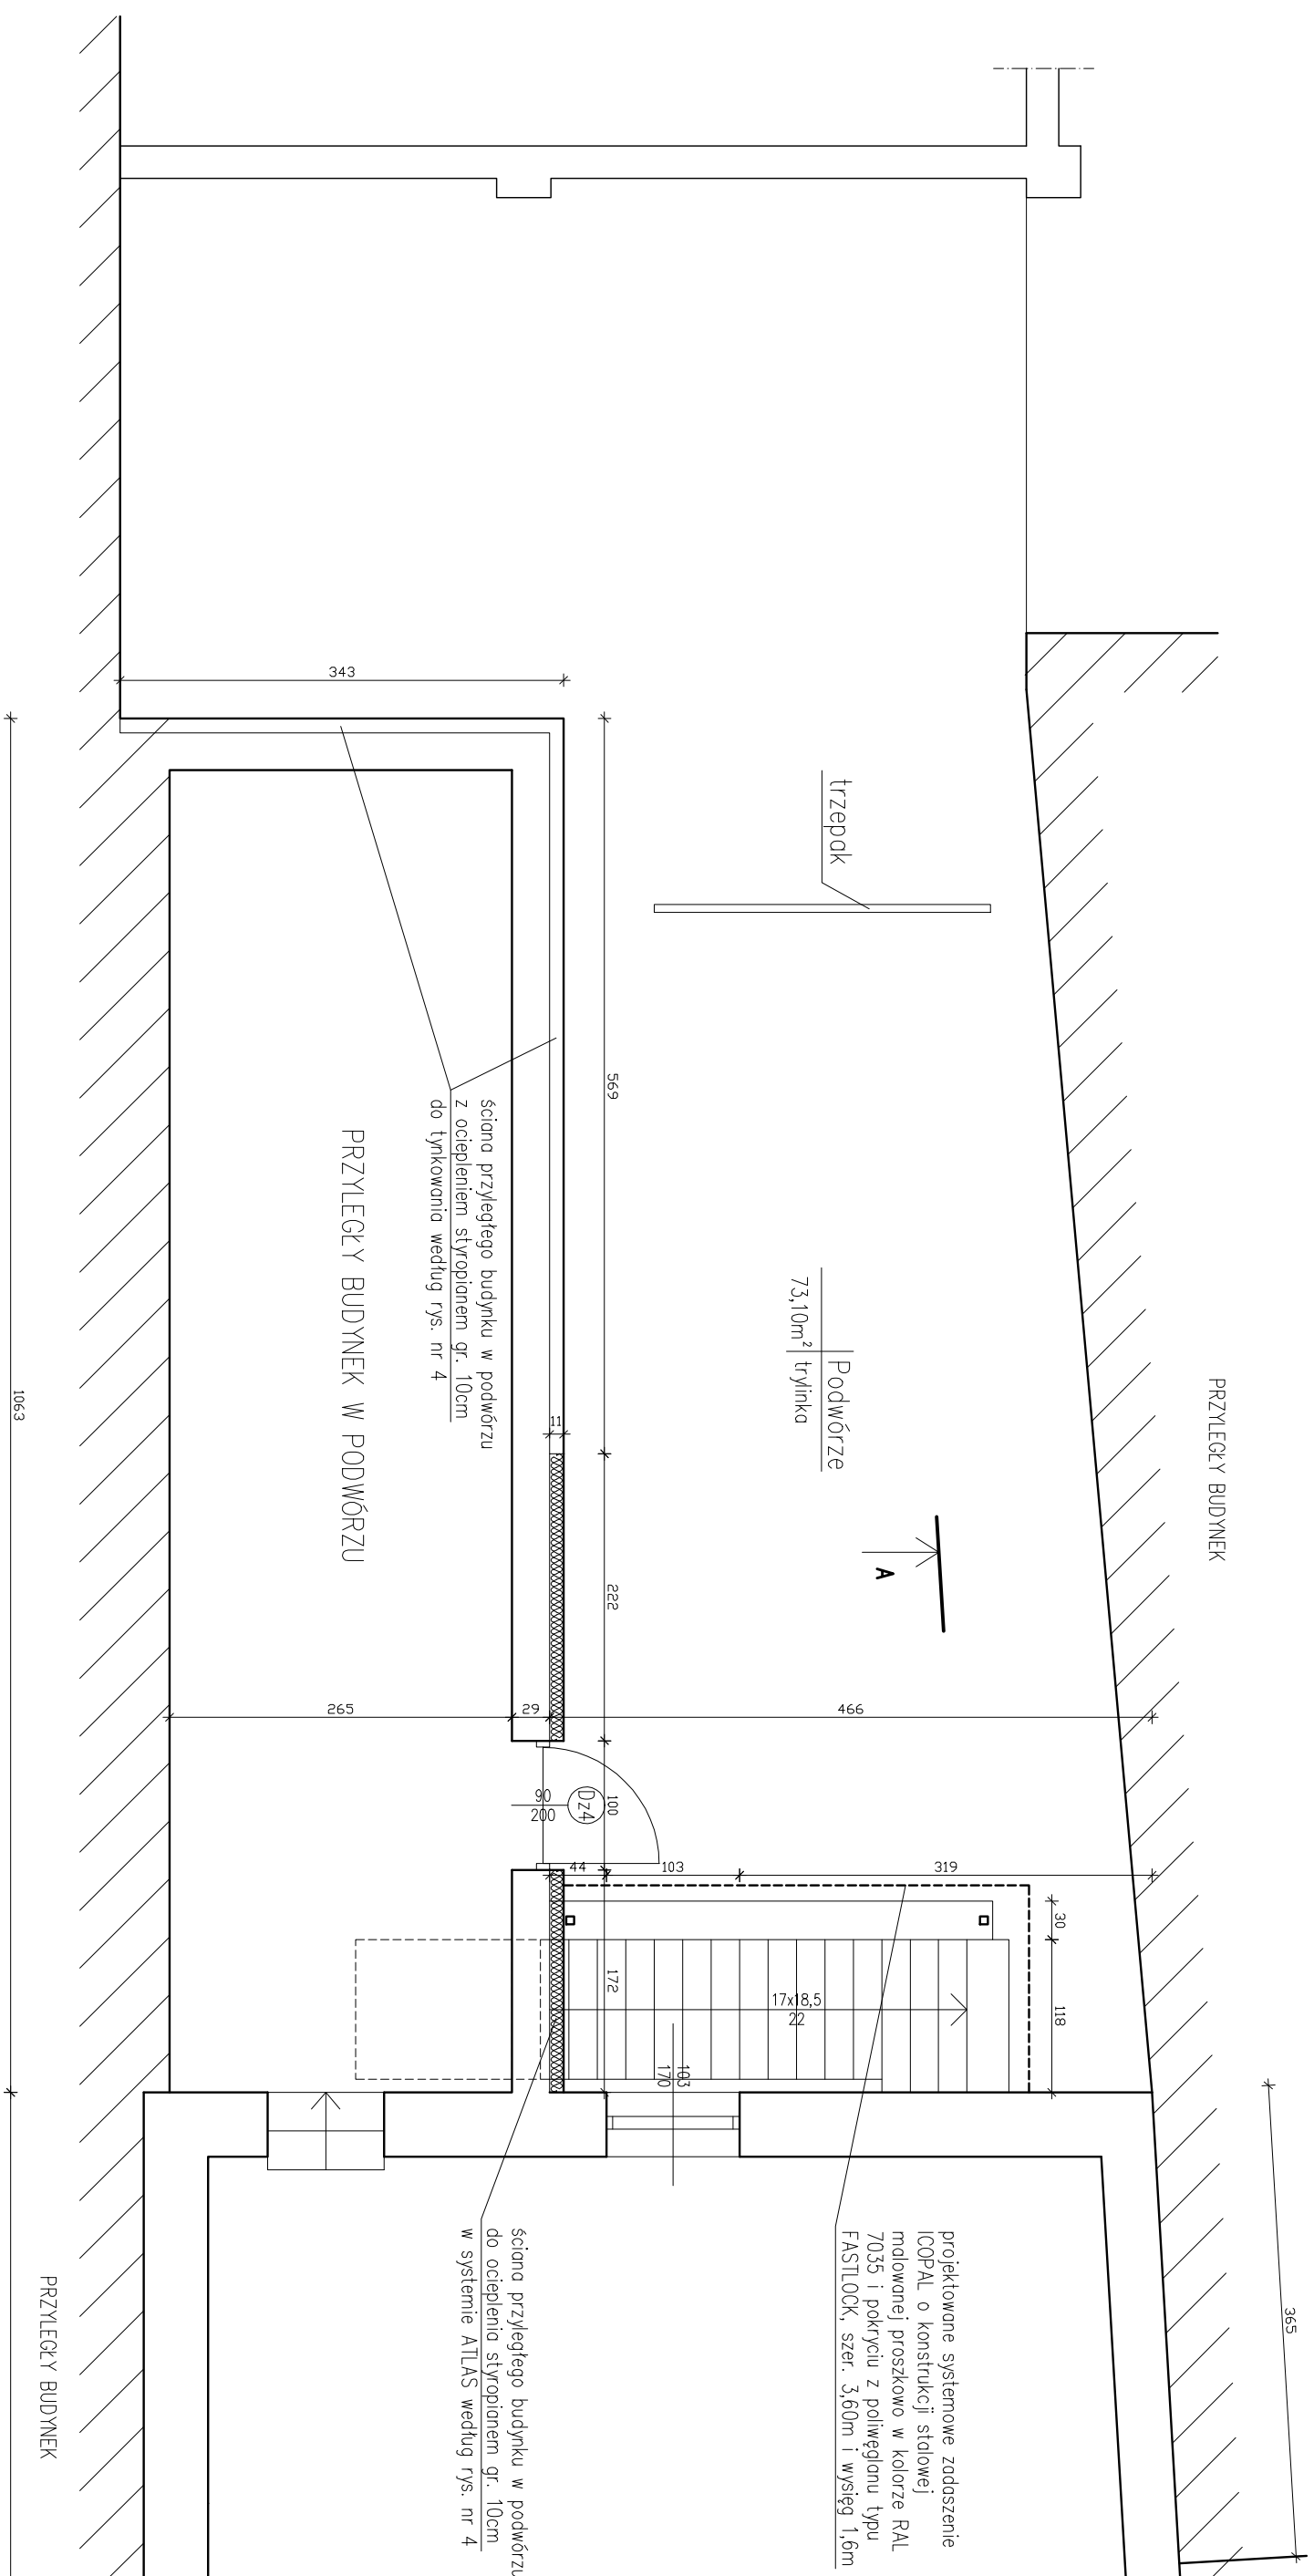 343
trzepak
569
ściana przyległego budynku w podwórzu
z ociepleniem styropianem gr. 10cm
do tynkowania według rys. nr 4
PRZYLEGŁY BUDYNEK W PODWÓRZU
Podwórze
73,10m² trylinka
PRZYLEGŁY BUDYNEK
1063
11
A
222
265
29
466
Dz4
90
200
100
44
103
319
30
118
172
17x18,5
22
103
170
365
projektowane systemowe zadaszenie
ICOPAL o konstrukcji stalowej
malowanej proszkowo w kolorze RAL
7035 i pokryciu z poliwęglanu typu
FASTLOCK, szer. 3,60m i wysięg 1,6m
ściana przyległego budynku w podwórzu
do ocieplenia styropianem gr. 10cm
w systemie ATLAS według rys. nr 4
PRZYLEGŁY BUDYNEK